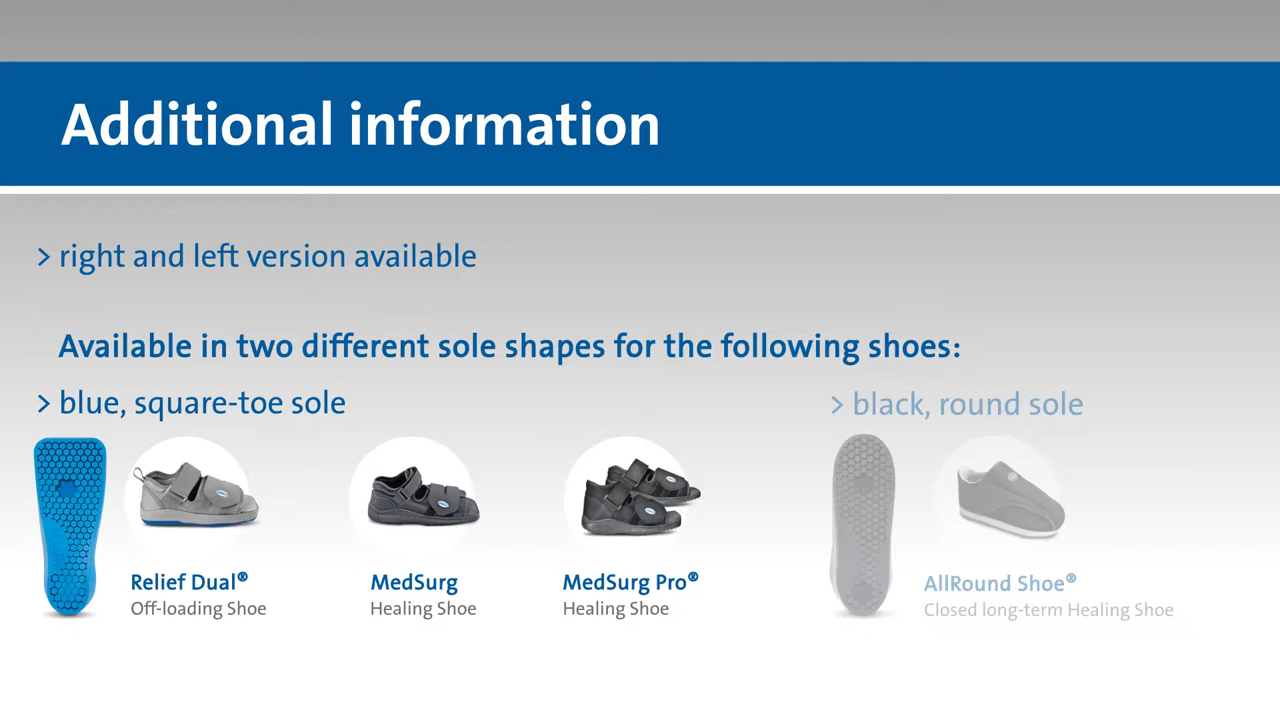 Additional information
> right and left version available
Available in two different sole shapes for the following shoes:
> blue, square-toe sole
> black, round sole
Relief Dual®
Off-loading Shoe
MedSurg
Healing Shoe
MedSurg Pro®
Healing Shoe
AllRound Shoe®
Closed long-term Healing Shoe